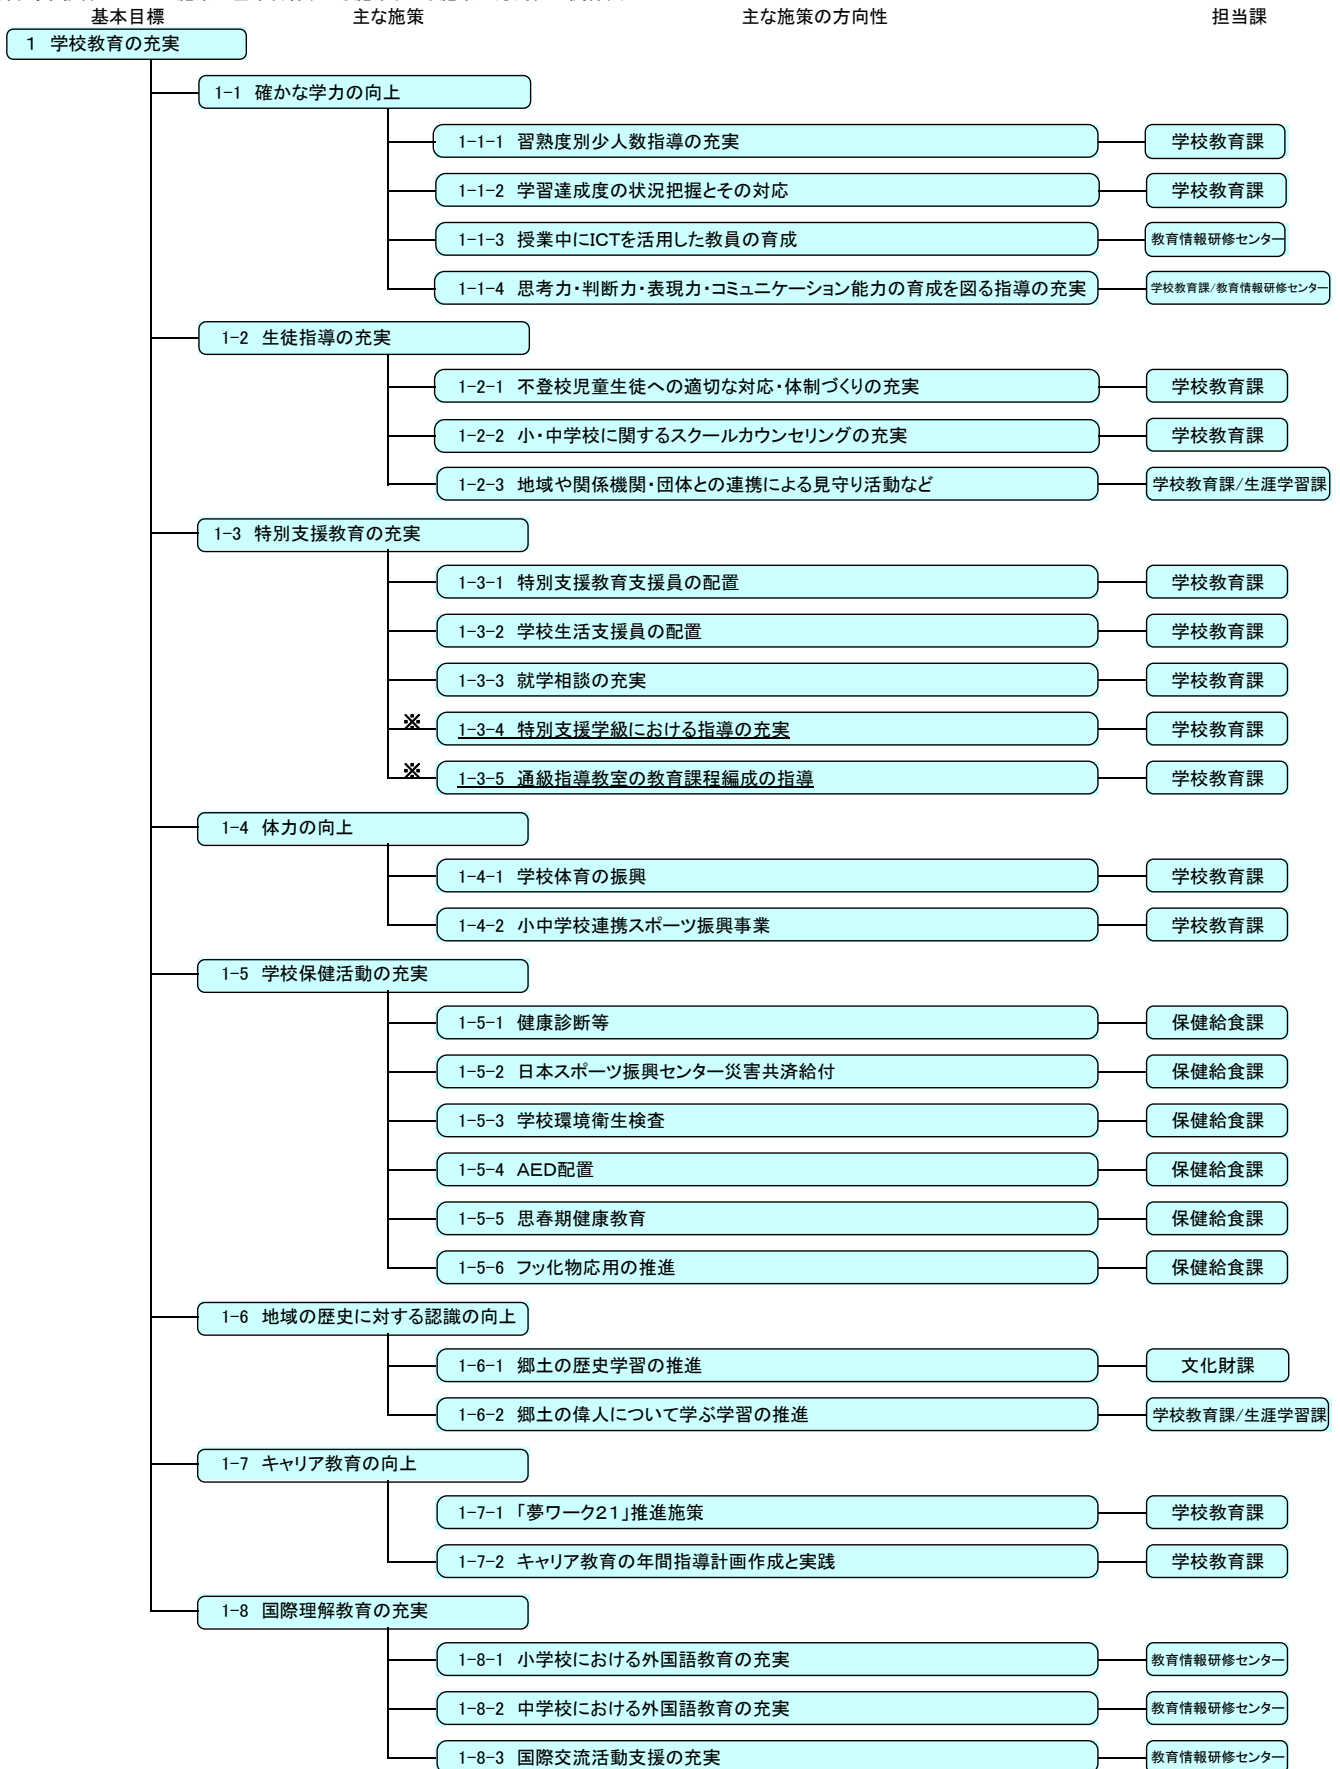 基本目標 主な施策 主な施策の方向性 担当課
1 学校教育の充実
1-1 確かな学力の向上
1-1-1 習熟度別少人数指導の充実 学校教育課
1-1-2 学習達成度の状況把握とその対応 学校教育課
1-1-3 授業中にICTを活用した教員の育成 教育情報研修センター
1-1-4 思考力・判断力・表現力・コミュニケーション能力の育成を図る指導の充実 学校教育課/教育情報研修センター
1-2 生徒指導の充実
1-2-1 不登校児童生徒への適切な対応・体制づくりの充実 学校教育課
1-2-2 小・中学校に関するスクールカウンセリングの充実 学校教育課
1-2-3 地域や関係機関・団体との連携による見守り活動など 学校教育課/生涯学習課
1-3 特別支援教育の充実
1-3-1 特別支援教育支援員の配置 学校教育課
1-3-2 学校生活支援員の配置 学校教育課
1-3-3 就学相談の充実 学校教育課
※ 1-3-4 特別支援学級における指導の充実 学校教育課
※ 1-3-5 通級指導教室の教育課程編成の指導 学校教育課
1-4 体力の向上
1-4-1 学校体育の振興 学校教育課
1-4-2 小中学校連携スポーツ振興事業 学校教育課
1-5 学校保健活動の充実
1-5-1 健康診断等 保健給食課
1-5-2 日本スポーツ振興センター災害共済給付 保健給食課
1-5-3 学校環境衛生検査 保健給食課
1-5-4 AED配置 保健給食課
1-5-5 思春期健康教育 保健給食課
1-5-6 フッ化物応用の推進 保健給食課
1-6 地域の歴史に対する認識の向上
1-6-1 郷土の歴史学習の推進 文化財課
1-6-2 郷土の偉人について学ぶ学習の推進 学校教育課/生涯学習課
1-7 キャリア教育の向上
1-7-1 「夢ワーク21」推進施策 学校教育課
1-7-2 キャリア教育の年間指導計画作成と実践 学校教育課
1-8 国際理解教育の充実
1-8-1 小学校における外国語教育の充実 教育情報研修センター
1-8-2 中学校における外国語教育の充実 教育情報研修センター
1-8-3 国際交流活動支援の充実 教育情報研修センター